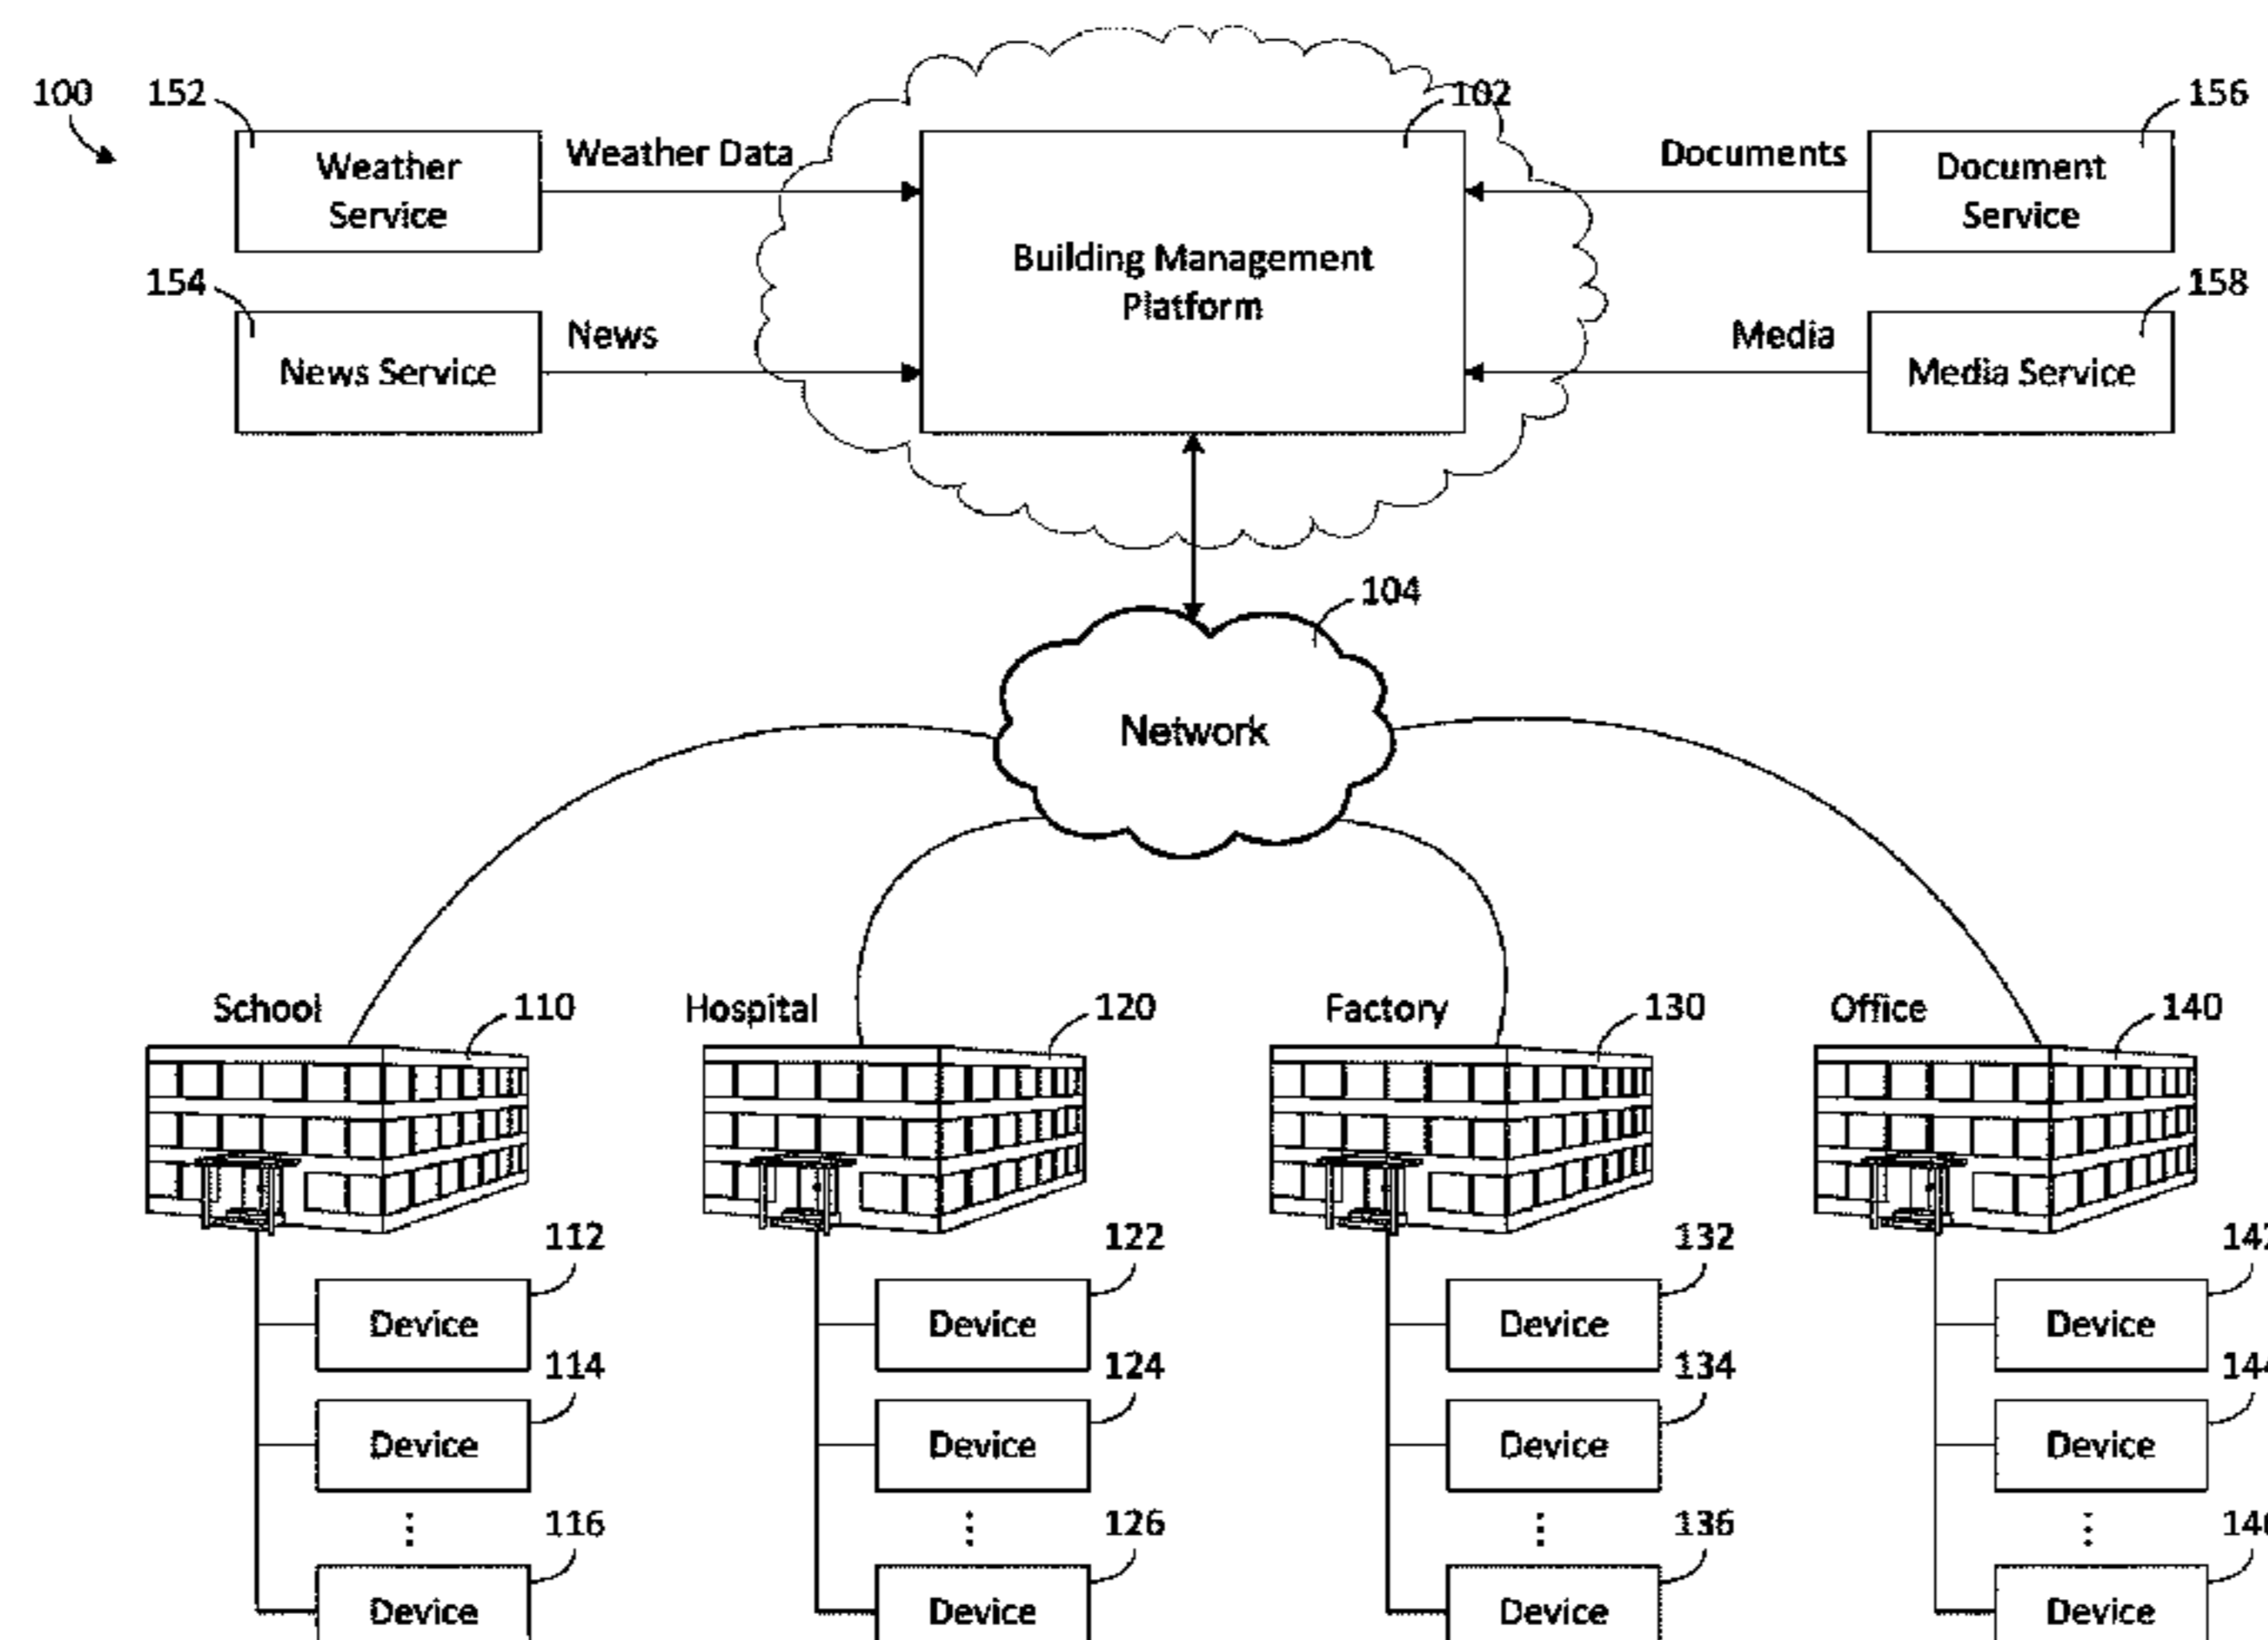 100
152
102
156
Weather
Service
Weather Data
Documents
Document
Service
Building Management
Platform
154
158
News Service
News
Media
Media Service
104
Network
School
110
Hospital
120
Factory
130
Office
140
112
122
132
Device
Device
Device
Device
114
124
134
Device
Device
Device
Device
116
126
136
Device
Device
Device
Device